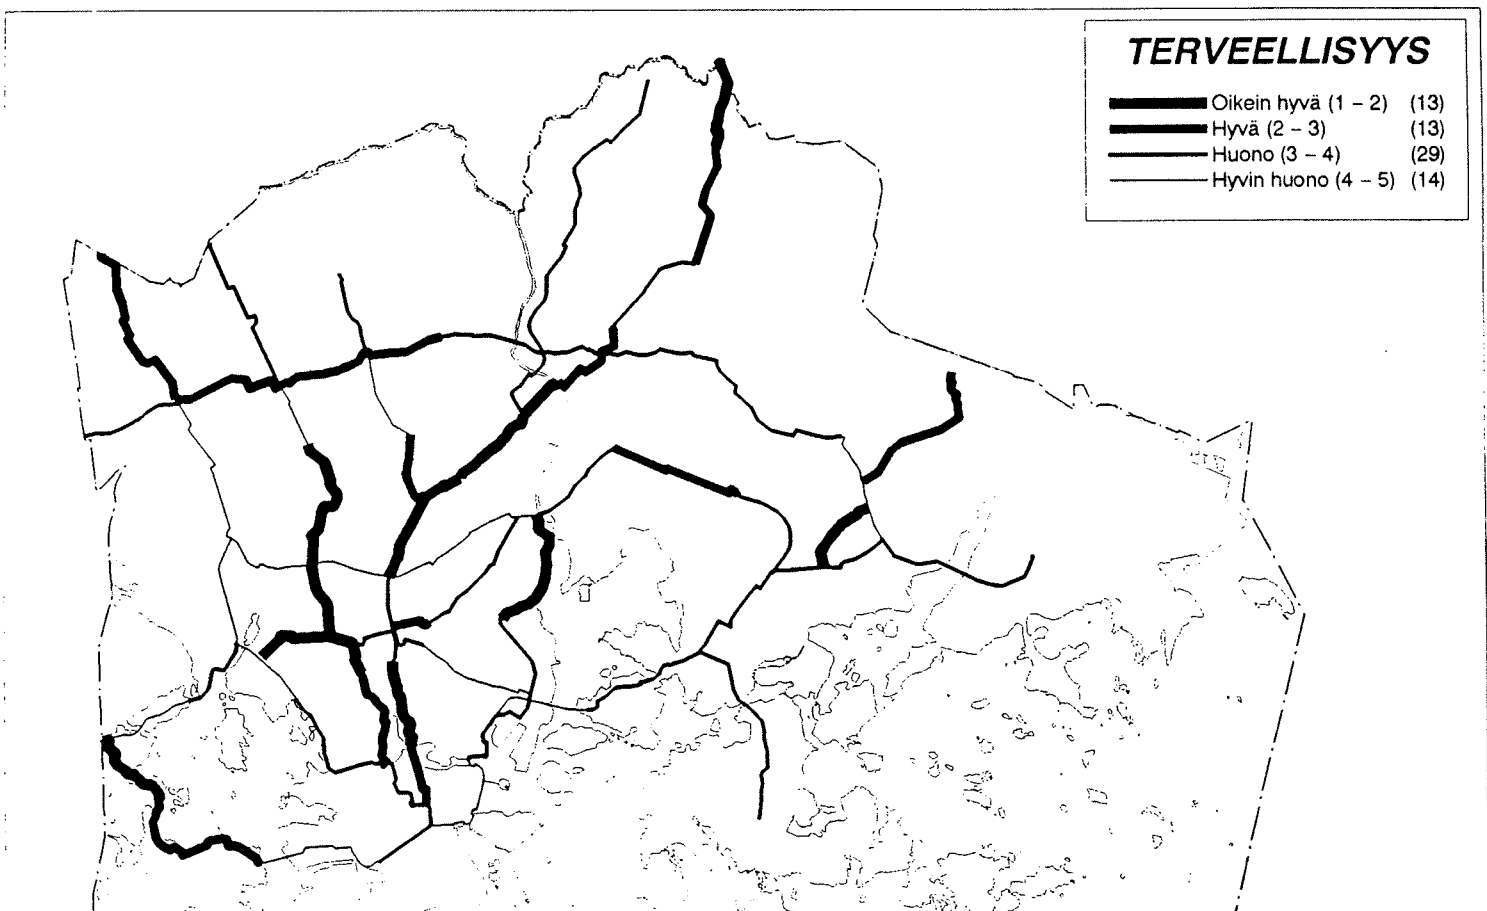 TERVEELLISYYS
Oikein hyvä (1 – 2) (13)
Hyvä (2 – 3) (13)
Huono (3 – 4) (29)
Hyvin huono (4 – 5) (14)